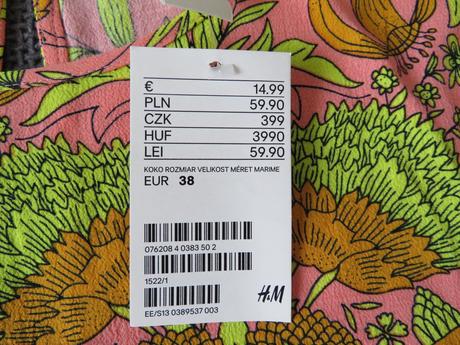 € 14.99
PLN 59.90
CZK 399
HUF 3990
LEI 59.90
KOKO ROZMIAR VELIKOST MÉRET MARIME
EUR 38
076208 4 0383 50 2
1522/1
H&M
EE/S13 0389537 003